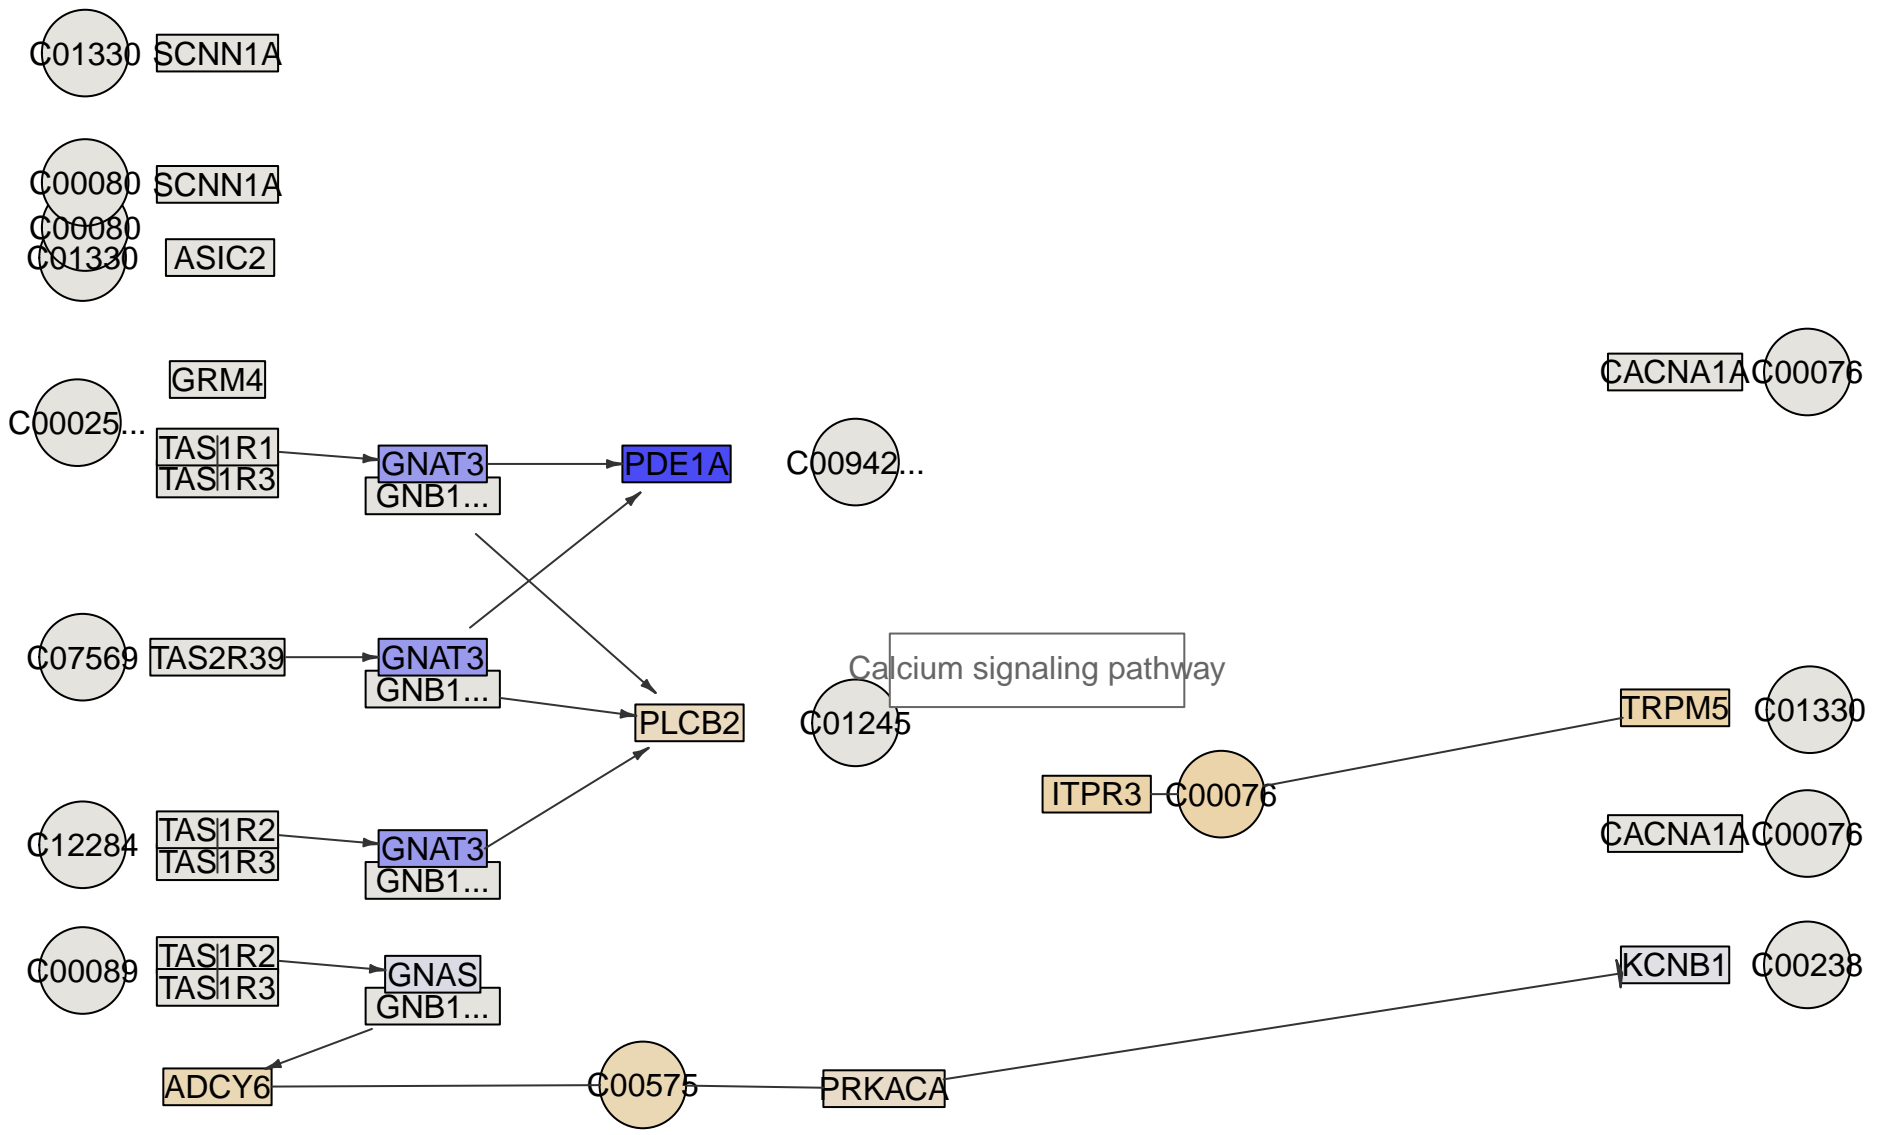 C01330 SCNN1A
C00080 SCNN1A
C00080
C01330 ASIC2
GRM4
CACNA1A C00076
C00025...
TAS1R1
GNAT3 PDE1A C00942...
TAS1R3
GNB1...
C07569 TAS2R39 GNAT3
Calcium signaling pathway
GNB1...
PLCB2 C01245
TRPM5 C01330
ITPR3 C00076
TAS1R2
CACNA1A C00076
C12284
GNAT3
TAS1R3
GNB1...
TAS1R2
KCNB1 C00238
C00089
GNAS
TAS1R3
GNB1...
ADCY6 C00575 PRKACA